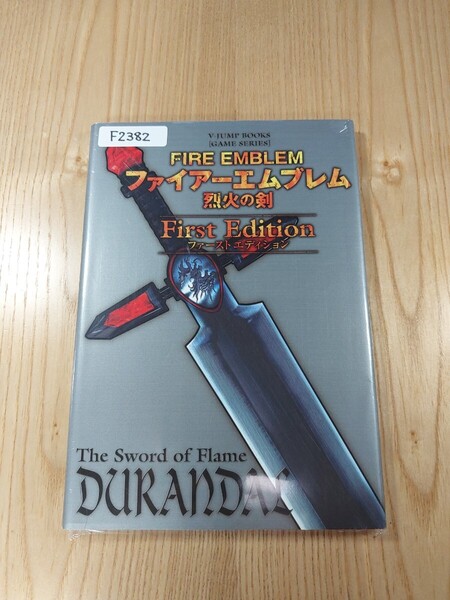 F2382
V-JUMP BOOKS
[GAME SERIES]
FIRE EMBLEM
ファイアーエムブレム
烈火の剣
First Edition
ファーストエディション
The Sword of Flame
DURANDAL